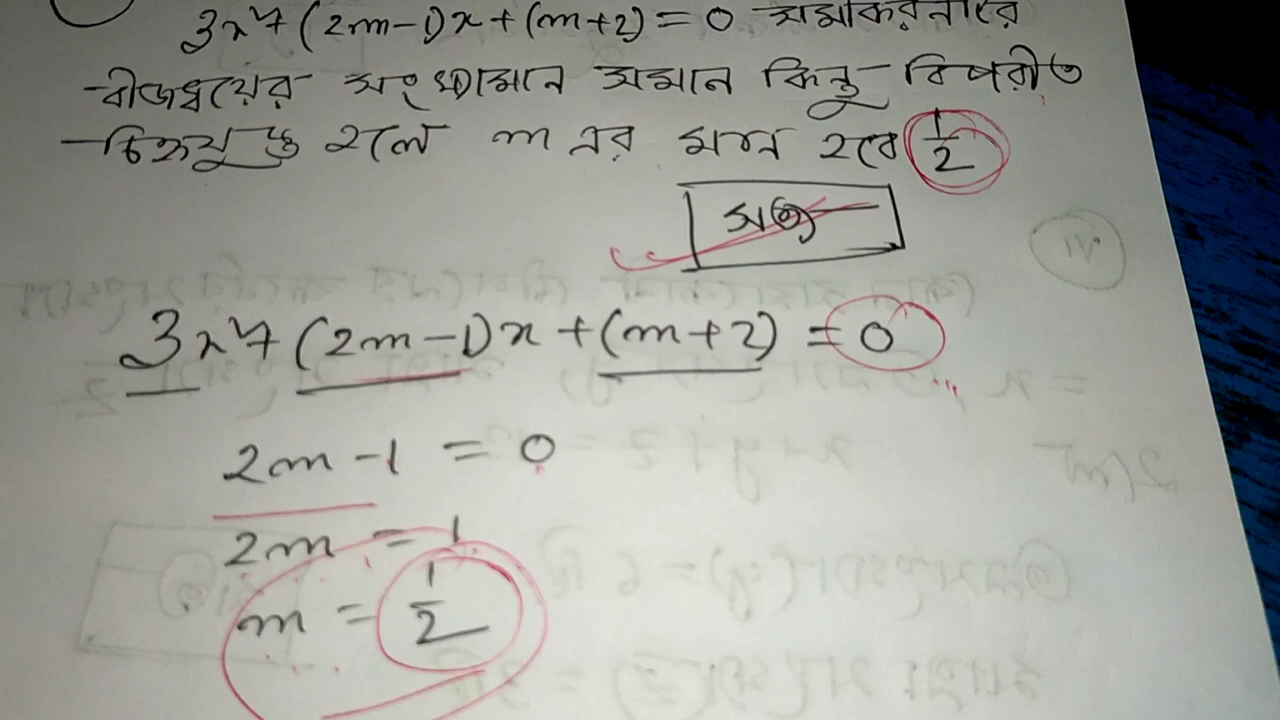 3x²+(2m-1)x+(m+2)=0 সমীকরনটির
বীজদ্বয়ের সংখ্যামান সমান কিন্তু বিপরীত
চিহ্নযুক্ত হলে m এর মান হবে 1/2
সত্য
3x²+(2m-1)x+(m+2)=0
2m-1=0
2m=1
m=1/2